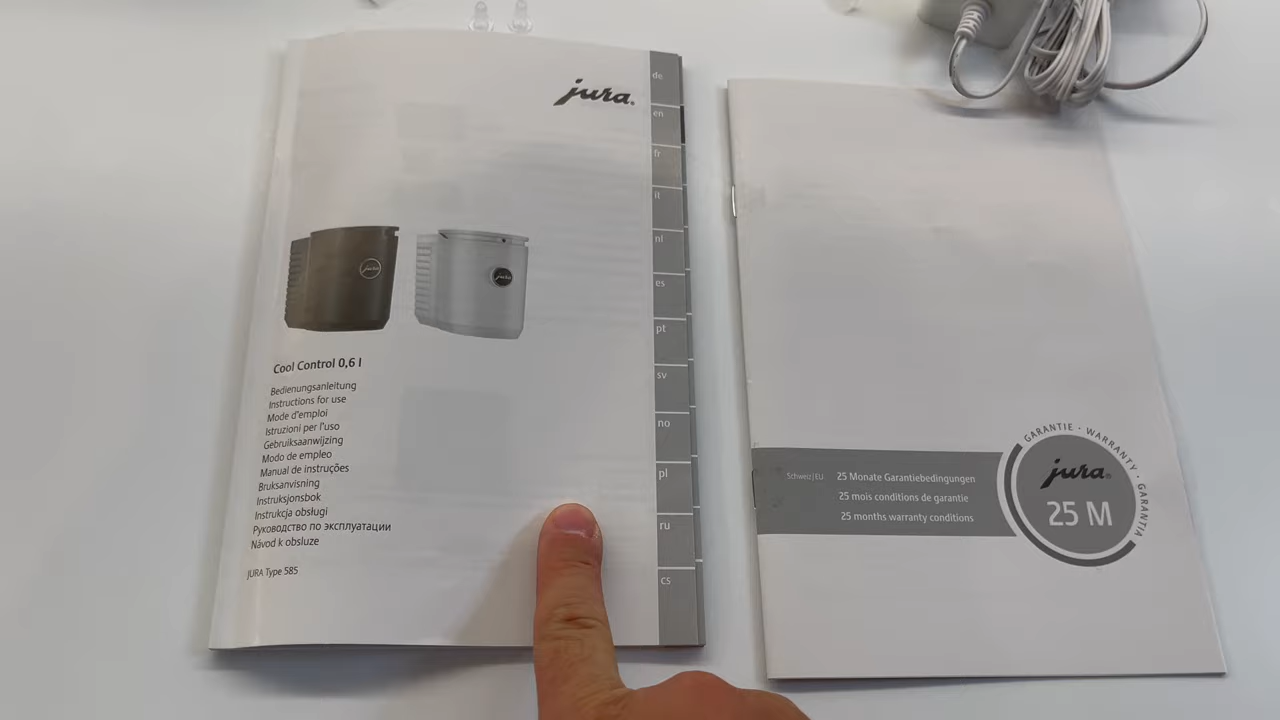 jura
de
en
fr
it
nl
es
pt
sv
no
pl
ru
cs
jura
jura
Cool Control 0,6 l
Bedienungsanleitung
Instructions for use
Mode d'emploi
Istruzioni per l'uso
Gebruiksaanwijzing
Modo de empleo
Manual de instruções
Bruksanvisning
Instruksjonsbok
Instrukcja obsługi
Руководство по эксплуатации
Návod k obsluze
JURA Type 585
Schweiz|EU 25 Monate Garantiebedingungen
25 mois conditions de garantie
25 months warranty conditions
GARANTIE · WARRANTY · GARANTIA
jura
25 M